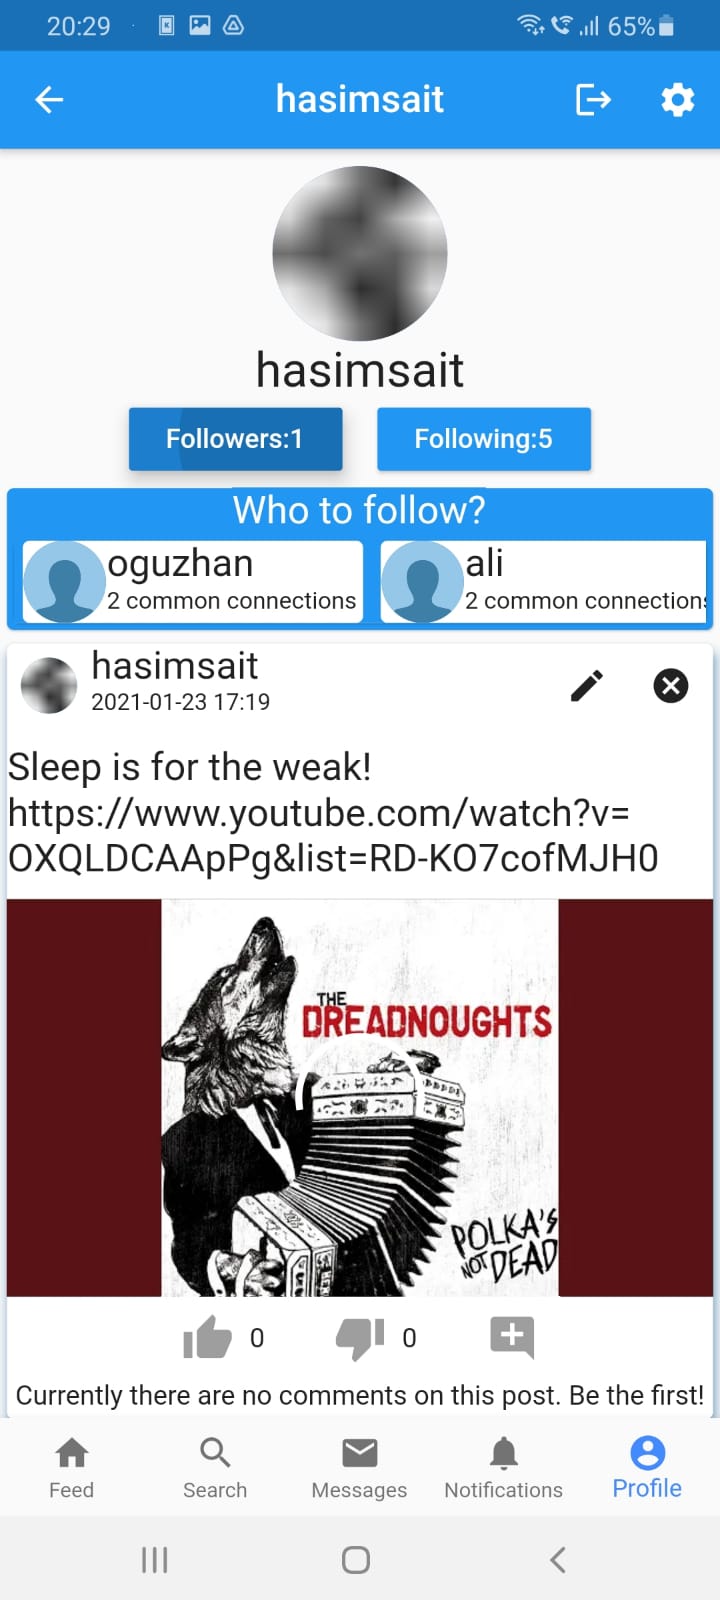 20:29
65%
hasimsait
hasimsait
Followers:1
Following:5
Who to follow?
oguzhan
2 common connections
ali
2 common connections
hasimsait
2021-01-23 17:19
Sleep is for the weak!
https://www.youtube.com/watch?v=
OXQLDCAApPg&list=RD-KO7cofMJH0
THE
DREADNOUGHTS
POLKA'S
NOT DEAD
0
0
Currently there are no comments on this post. Be the first!
Feed
Search
Messages
Notifications
Profile